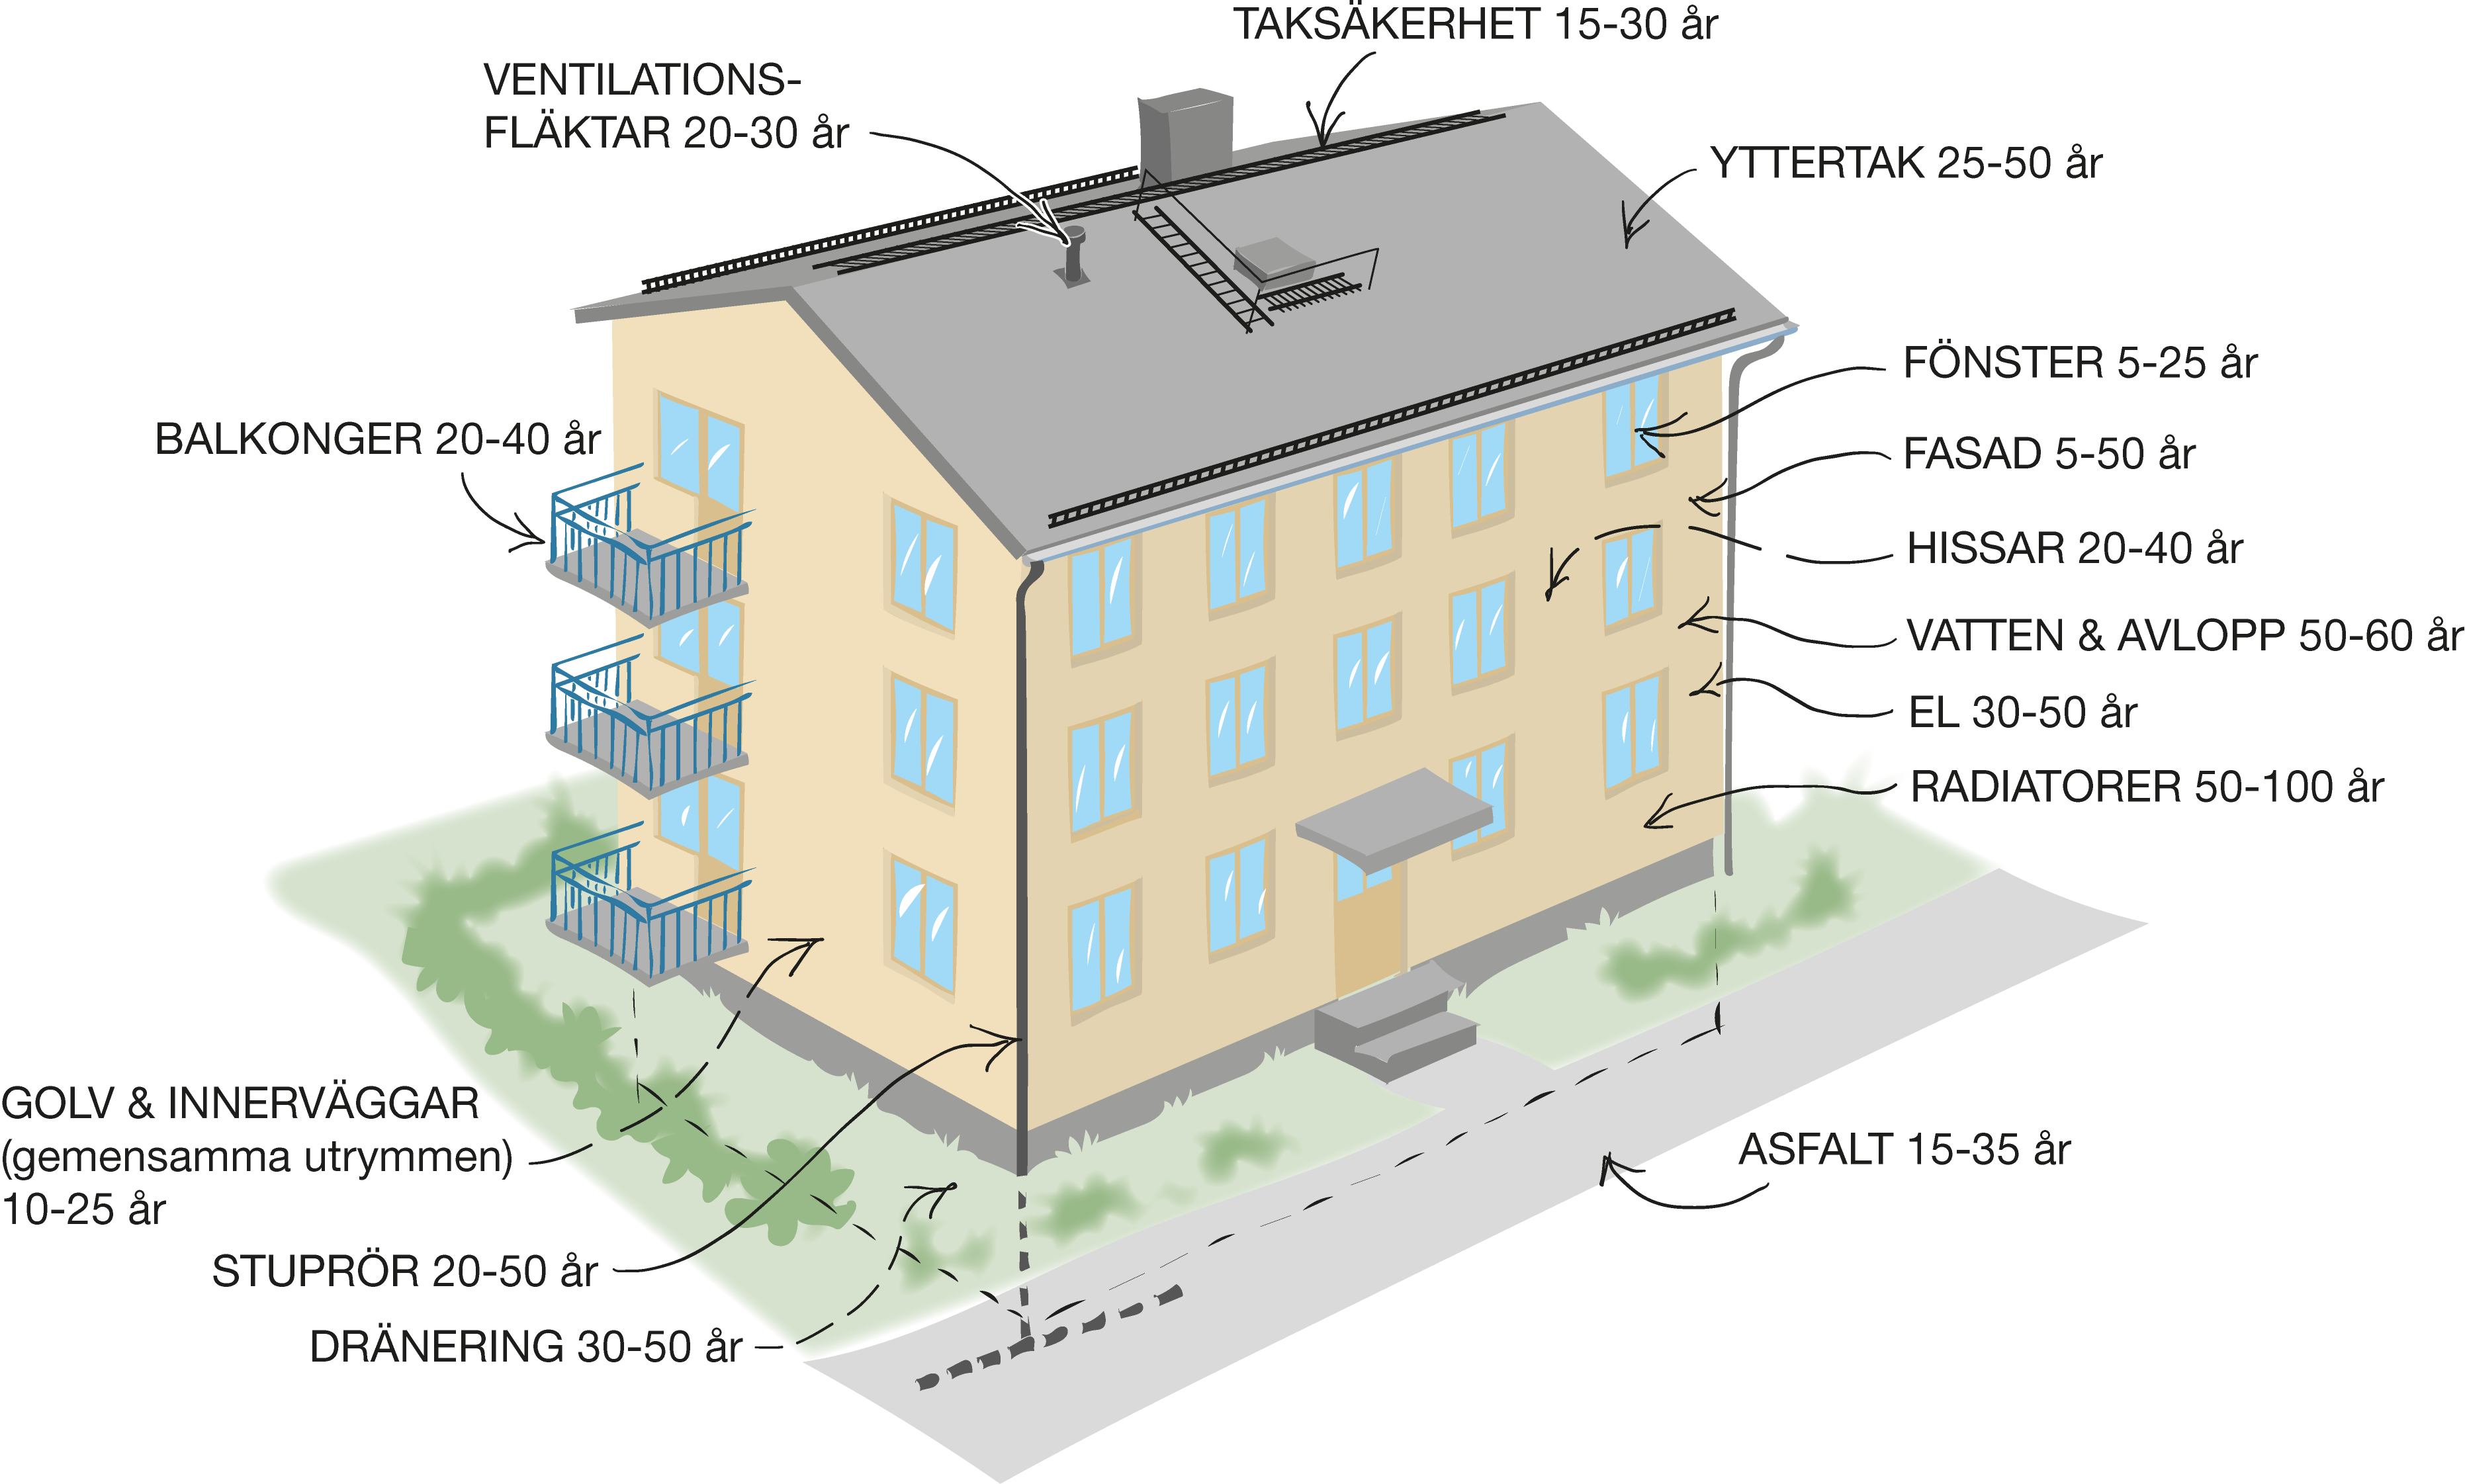 TAKSÄKERHET 15-30 år
VENTILATIONS-
FLÄKTAR 20-30 år
YTTERTAK 25-50 år
FÖNSTER 5-25 år
BALKONGER 20-40 år
FASAD 5-50 år
HISSAR 20-40 år
VATTEN & AVLOPP 50-60 år
EL 30-50 år
RADIATORER 50-100 år
GOLV & INNERVÄGGAR
(gemensamma utrymmen)
10-25 år
ASFALT 15-35 år
STUPRÖR 20-50 år
DRÄNERING 30-50 år